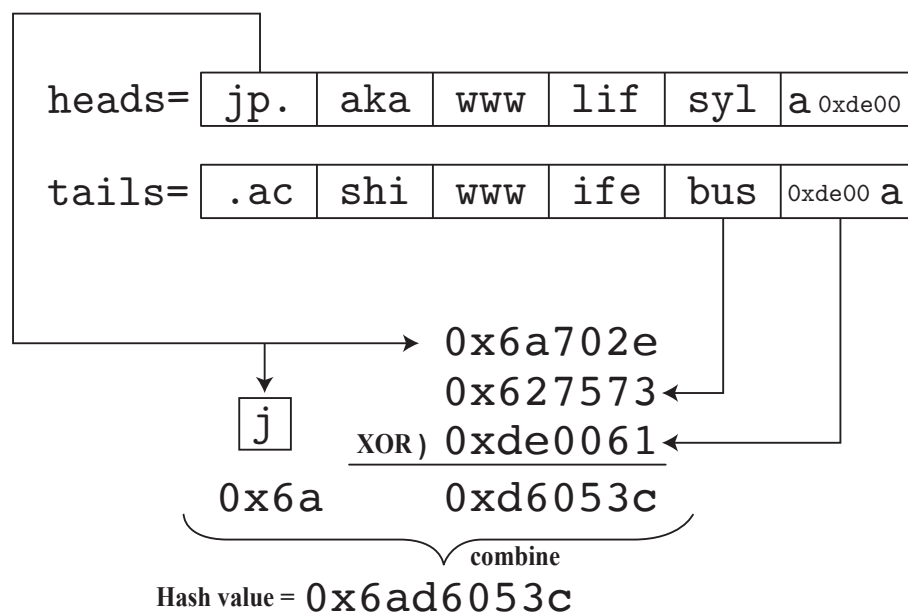 heads= jp. aka www lif syl a 0xde00
tails= .ac shi www ife bus 0xde00 a
0x6a702e
0x627573
j XOR ) 0xde0061
0x6a 0xd6053c
combine
Hash value = 0x6ad6053c